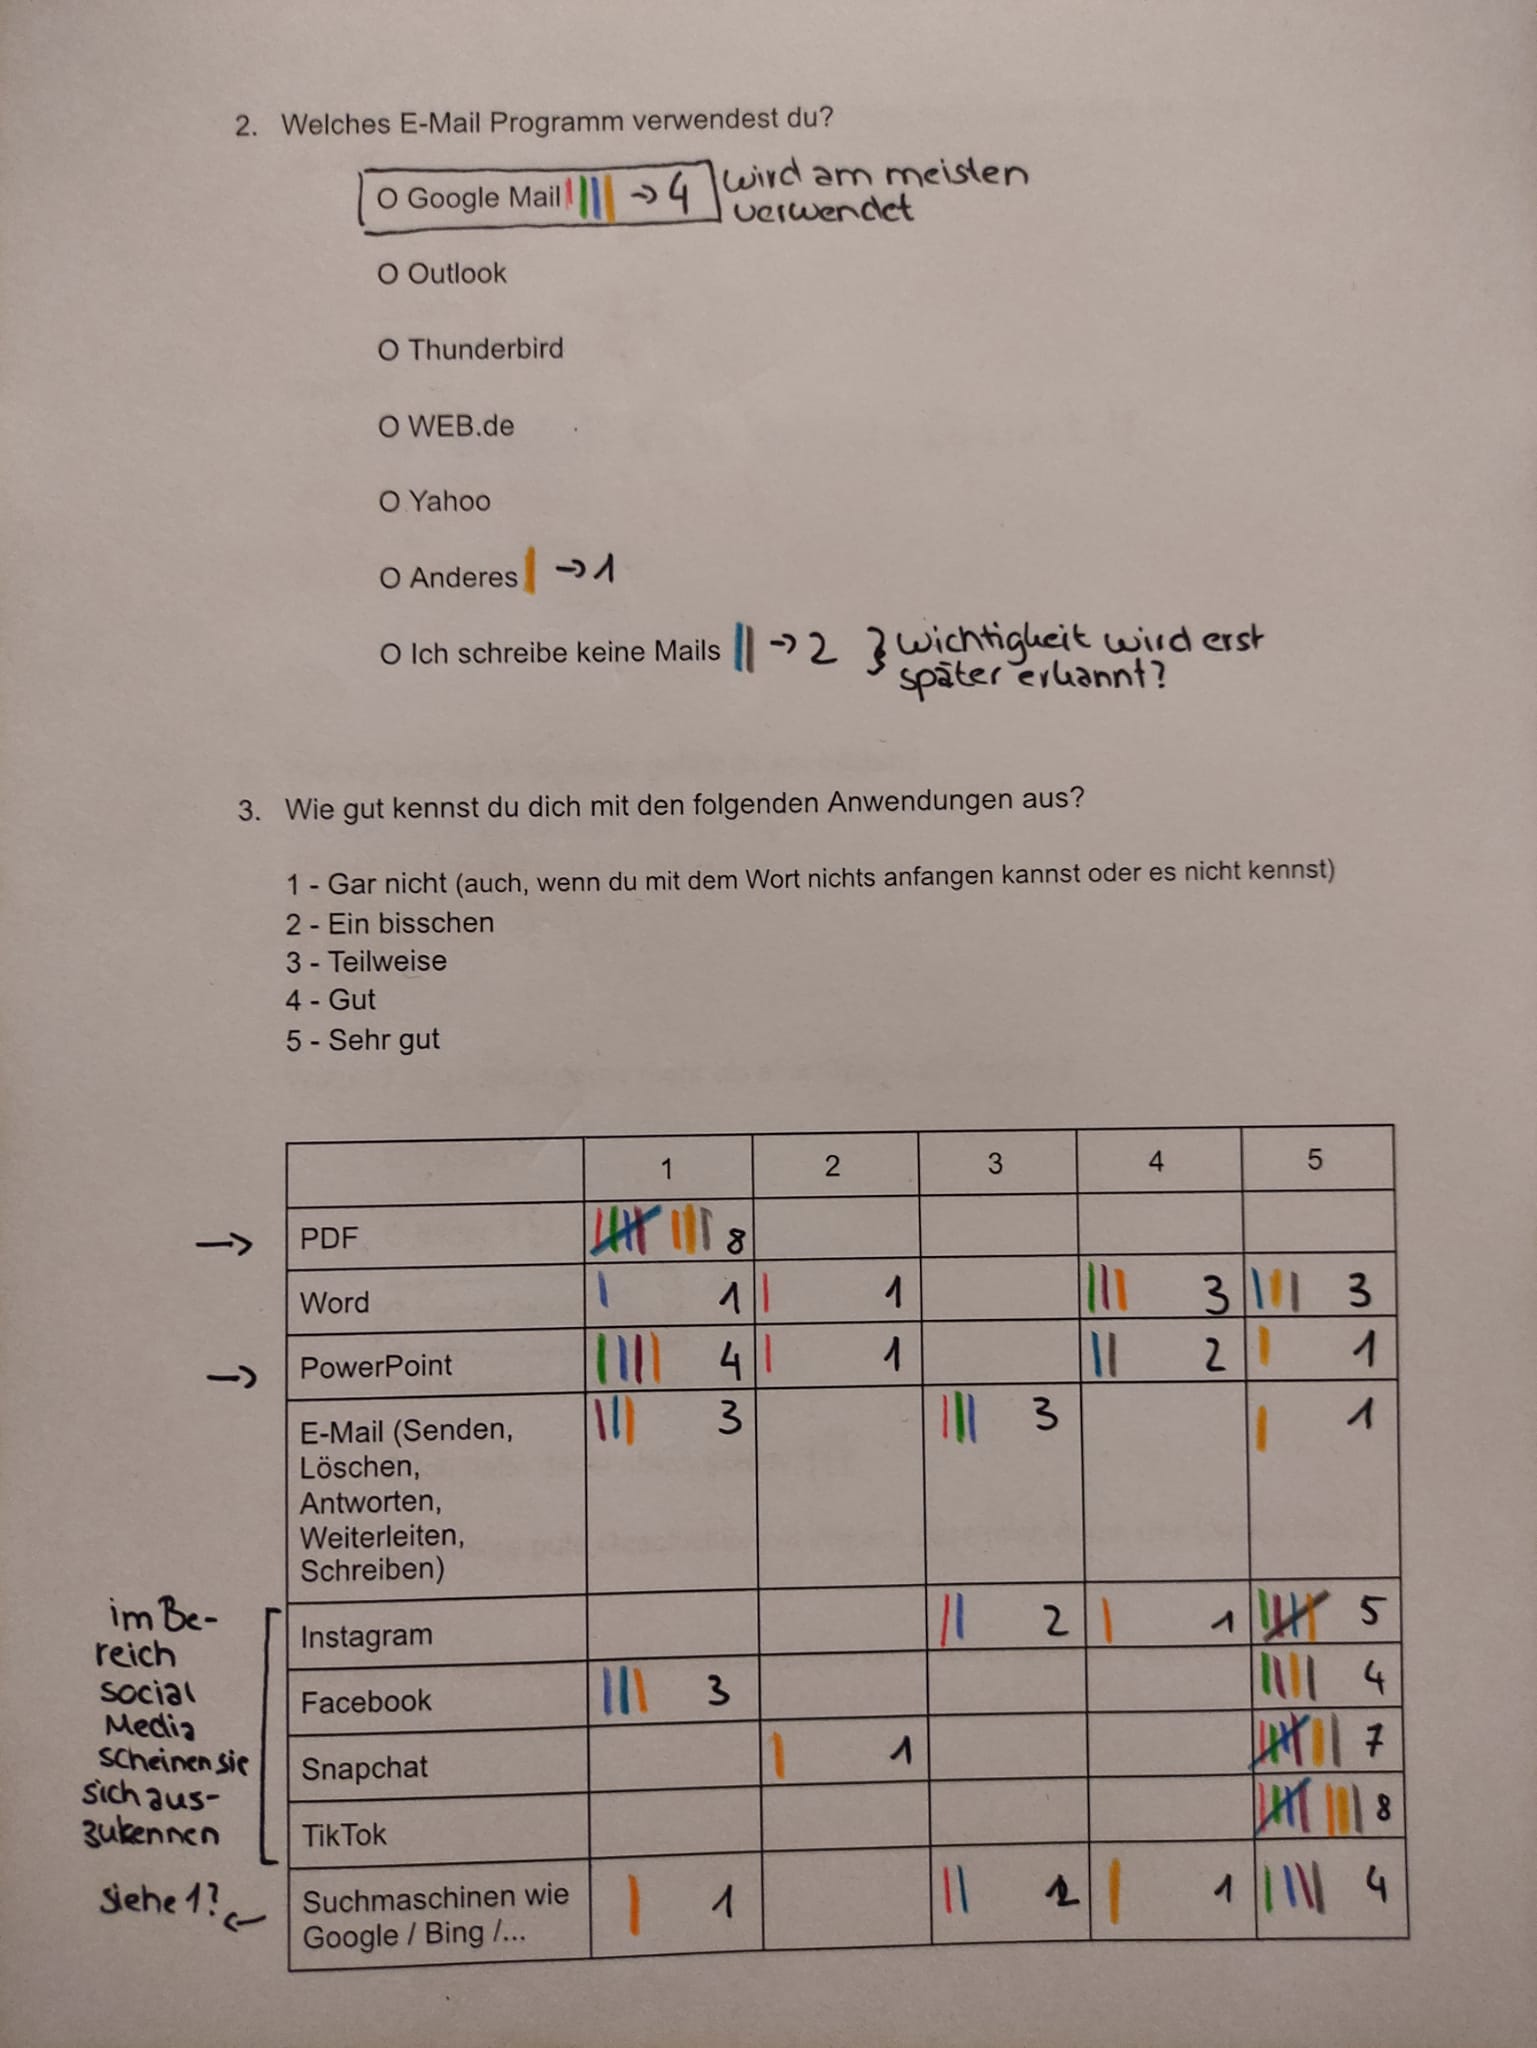 2. Welches E-Mail Programm verwendest du?
O Google Mail → 4 wird am meisten
verwendet
O Outlook
O Thunderbird
O WEB.de
O Yahoo
O Anderes → 1
O Ich schreibe keine Mails → 2 } Wichtigkeit wird erst
später erkannt?
3. Wie gut kennst du dich mit den folgenden Anwendungen aus?
1 - Gar nicht (auch, wenn du mit dem Wort nichts anfangen kannst oder es nicht kennst)
2 - Ein bisschen
3 - Teilweise
4 - Gut
5 - Sehr gut
1 2 3 4 5
→ PDF 8
Word 1 1 3 3
→ PowerPoint 4 1 2 1
E-Mail (Senden, 3 3 1
Löschen,
Antworten,
Weiterleiten,
Schreiben)
im Be-
reich
social
Media
scheinen sie
sich aus-
zukennen
Instagram 2 1 5
Facebook 3 4
Snapchat 1 7
TikTok 8
siehe 1? ←
Suchmaschinen wie 1 2 1 4
Google / Bing /...